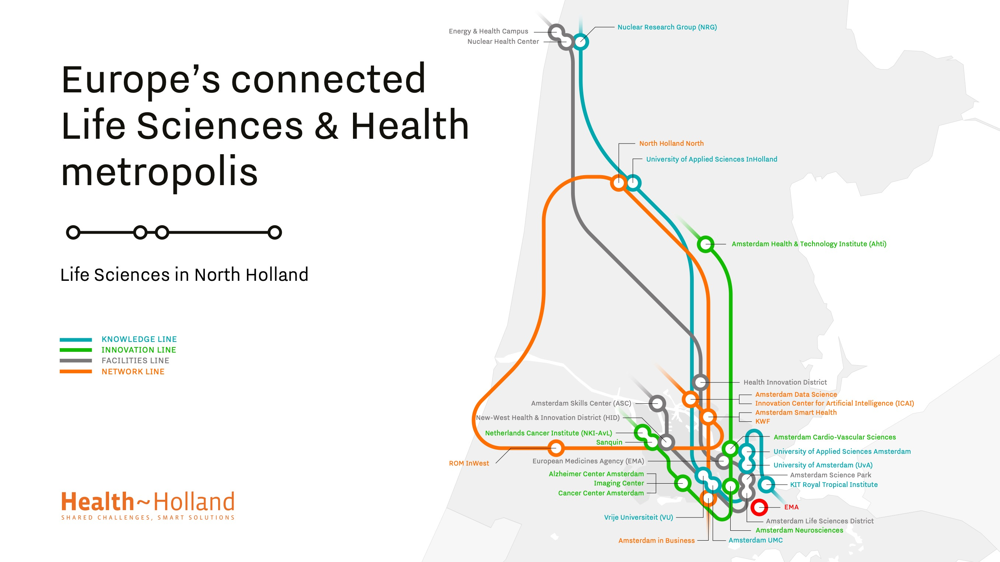 Europe’s connected
Life Sciences & Health
metropolis
Life Sciences in North Holland
KNOWLEDGE LINE
INNOVATION LINE
FACILITIES LINE
NETWORK LINE
Health~Holland
SHARED CHALLENGES, SMART SOLUTIONS
Energy & Health Campus
Nuclear Health Center
Nuclear Research Group (NRG)
North Holland North
University of Applied Sciences InHolland
Amsterdam Health & Technology Institute (Ahti)
Health Innovation District
Amsterdam Data Science
Innovation Center for Artificial Intelligence (ICAI)
Amsterdam Smart Health
KWF
Amsterdam Skills Center (ASC)
New-West Health & Innovation District (HID)
Netherlands Cancer Institute (NKI-AvL)
Sanquin
ROM InWest
European Medicines Agency (EMA)
Alzheimer Center Amsterdam
Imaging Center
Cancer Center Amsterdam
Amsterdam Cardio-Vascular Sciences
University of Applied Sciences Amsterdam
University of Amsterdam (UvA)
Amsterdam Science Park
KIT Royal Tropical Institute
EMA
Vrije Universiteit (VU)
Amsterdam Life Sciences District
Amsterdam Neurosciences
Amsterdam in Business
Amsterdam UMC